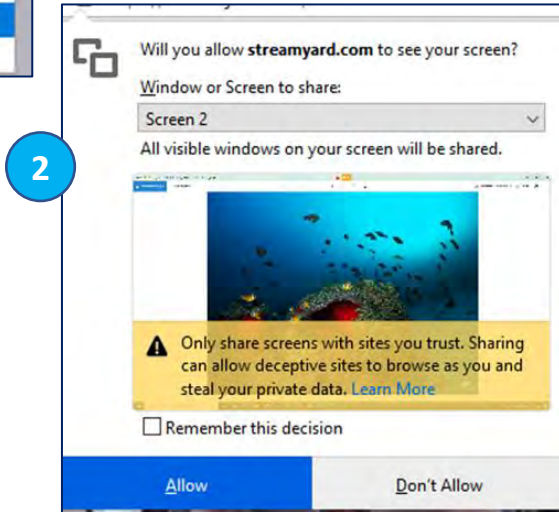 Will you allow streamyard.com to see your screen?
Window or Screen to share:
Screen 2
All visible windows on your screen will be shared.
2
Only share screens with sites you trust. Sharing
can allow deceptive sites to browse as you and
steal your private data. Learn More
Remember this decision
Allow
Don't Allow